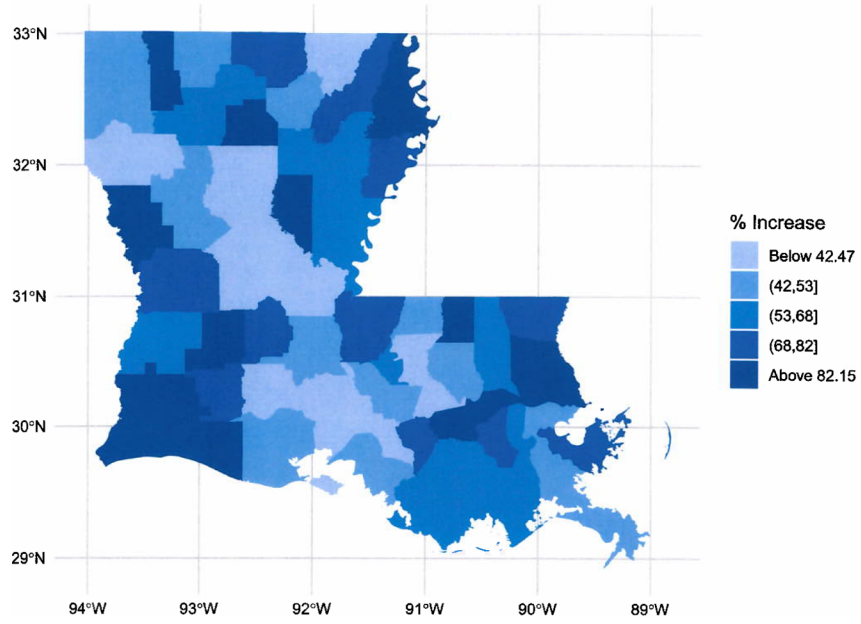 33°N
32°N
31°N
30°N
29°N
94°W 93°W 92°W 91°W 90°W 89°W
% Increase
Below 42.47
(42,53]
(53,68]
(68,82]
Above 82.15